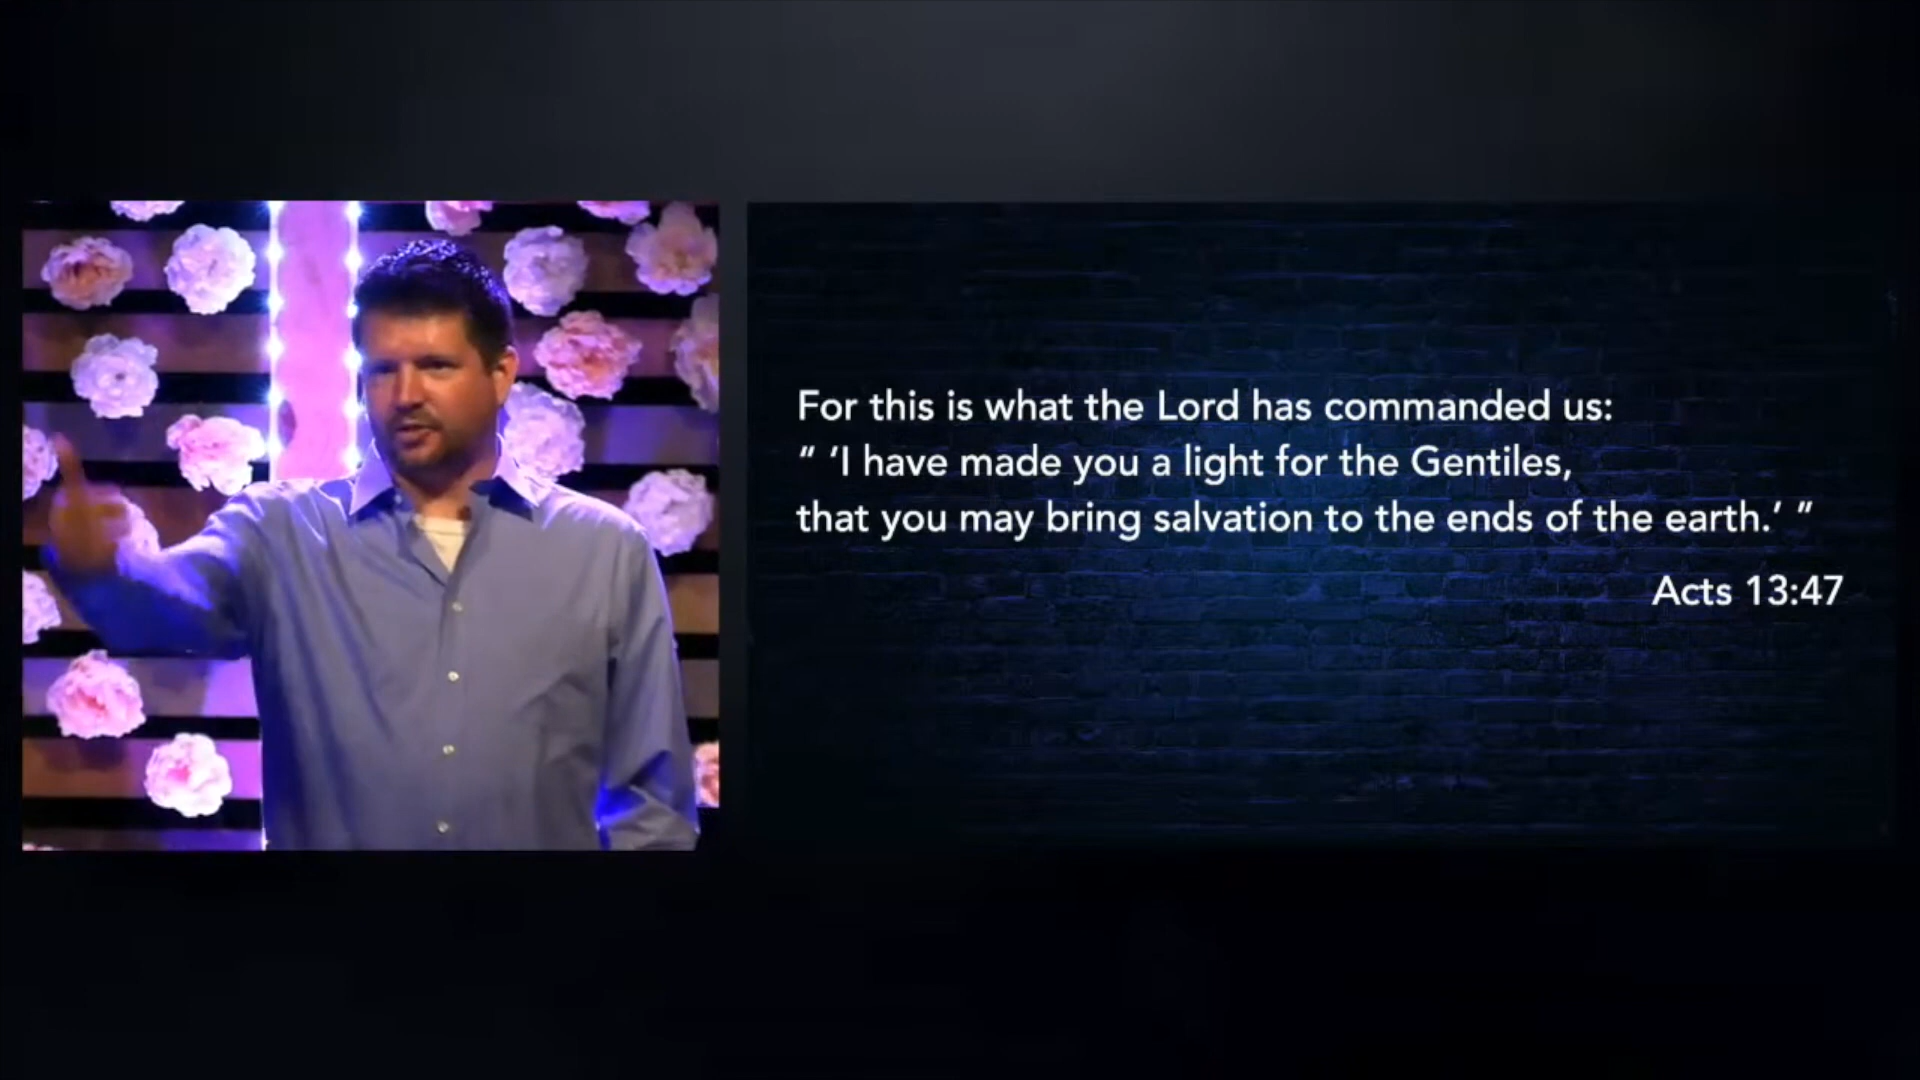 For this is what the Lord has commanded us:
“ ‘I have made you a light for the Gentiles,
that you may bring salvation to the ends of the earth.’ ”
Acts 13:47